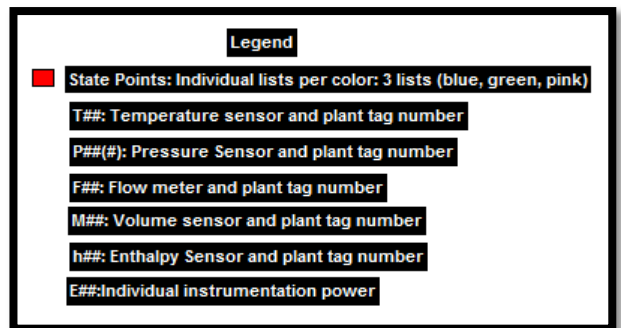 Legend
State Points: Individual lists per color: 3 lists (blue, green, pink)
T##: Temperature sensor and plant tag number
P##(#): Pressure Sensor and plant tag number
F##: Flow meter and plant tag number
M##: Volume sensor and plant tag number
h##: Enthalpy Sensor and plant tag number
E##:Individual instrumentation power